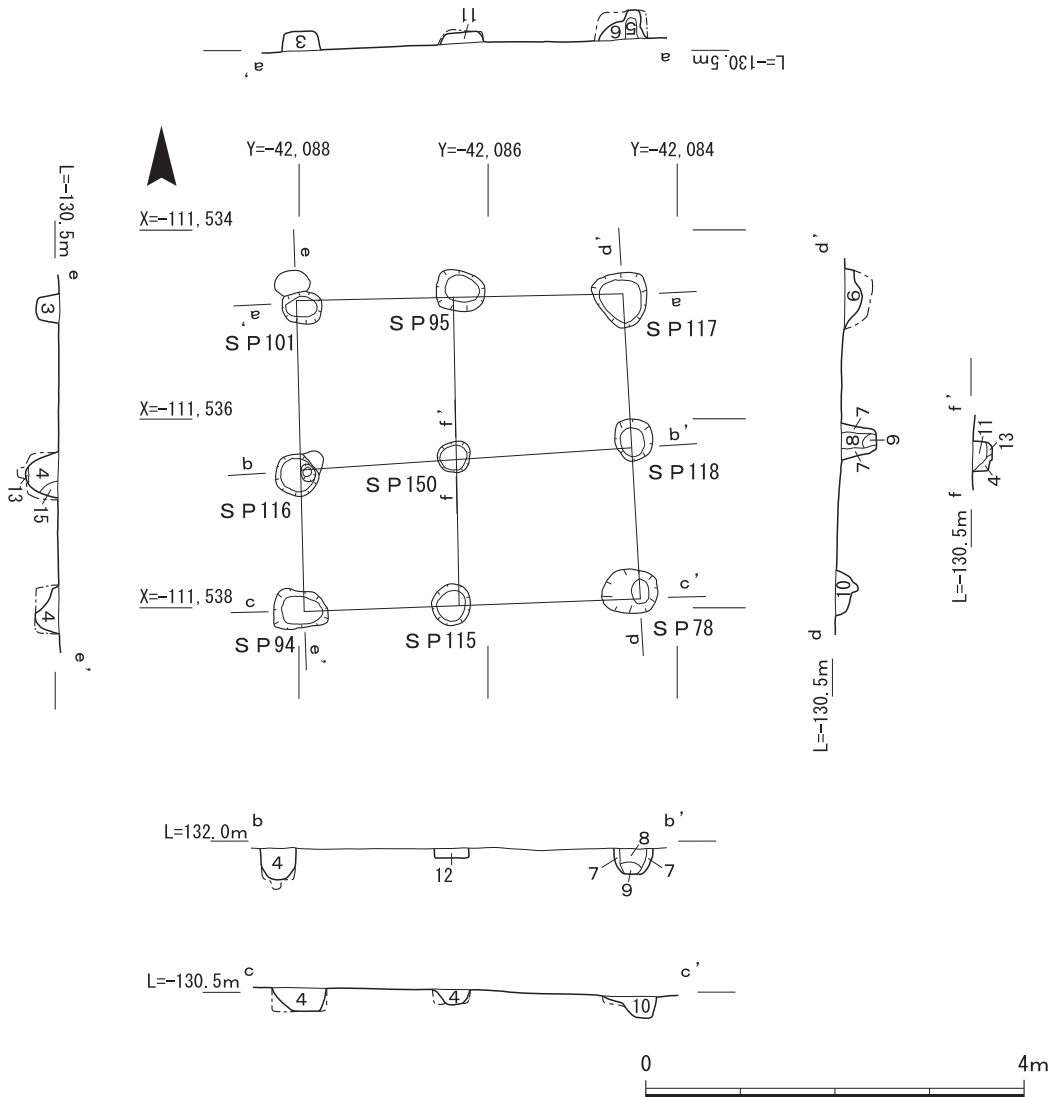 3
11
6
5
a'
a
L=-130.5m
Y=-42,088
Y=-42,086
Y=-42,084
X=-111,534
X=-111,536
X=-111,538
e
d'
a'
a
SP101
SP95
SP117
f'
b
b'
SP116
SP150
SP118
f
c
c'
SP94
SP115
SP78
e'
d
L=-130.5m
e
3
4
13
15
4
e'
d'
6
7
8
9
7
10
d
L=-130.5m
f'
11
13
4
f
L=-130.5m
L=132.0m
b
b'
4
12
7
8
7
9
L=-130.5m
c
c'
4
4
10
0
4m